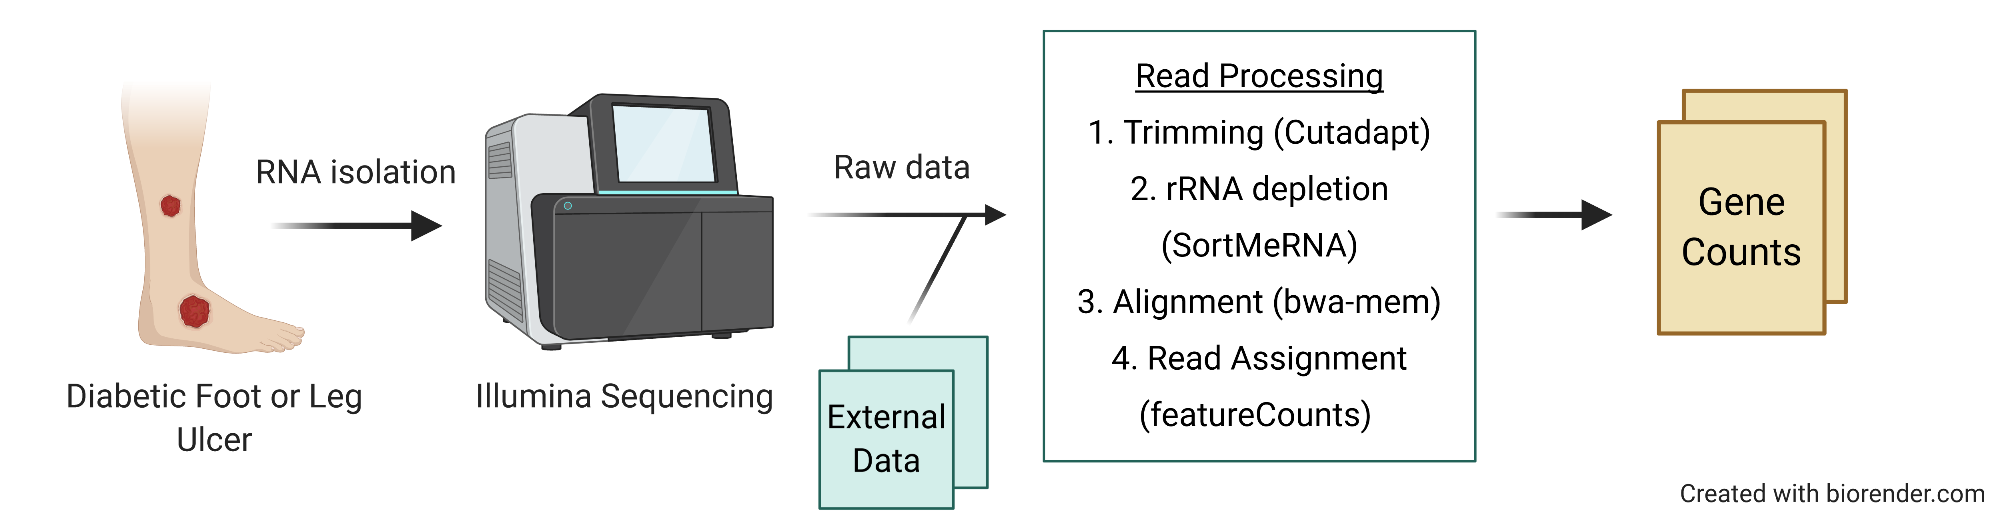 RNA isolation
Diabetic Foot or Leg
Ulcer
Illumina Sequencing
Raw data
External
Data
Read Processing
1. Trimming (Cutadapt)
2. rRNA depletion
(SortMeRNA)
3. Alignment (bwa-mem)
4. Read Assignment
(featureCounts)
Gene
Counts
Created with biorender.com